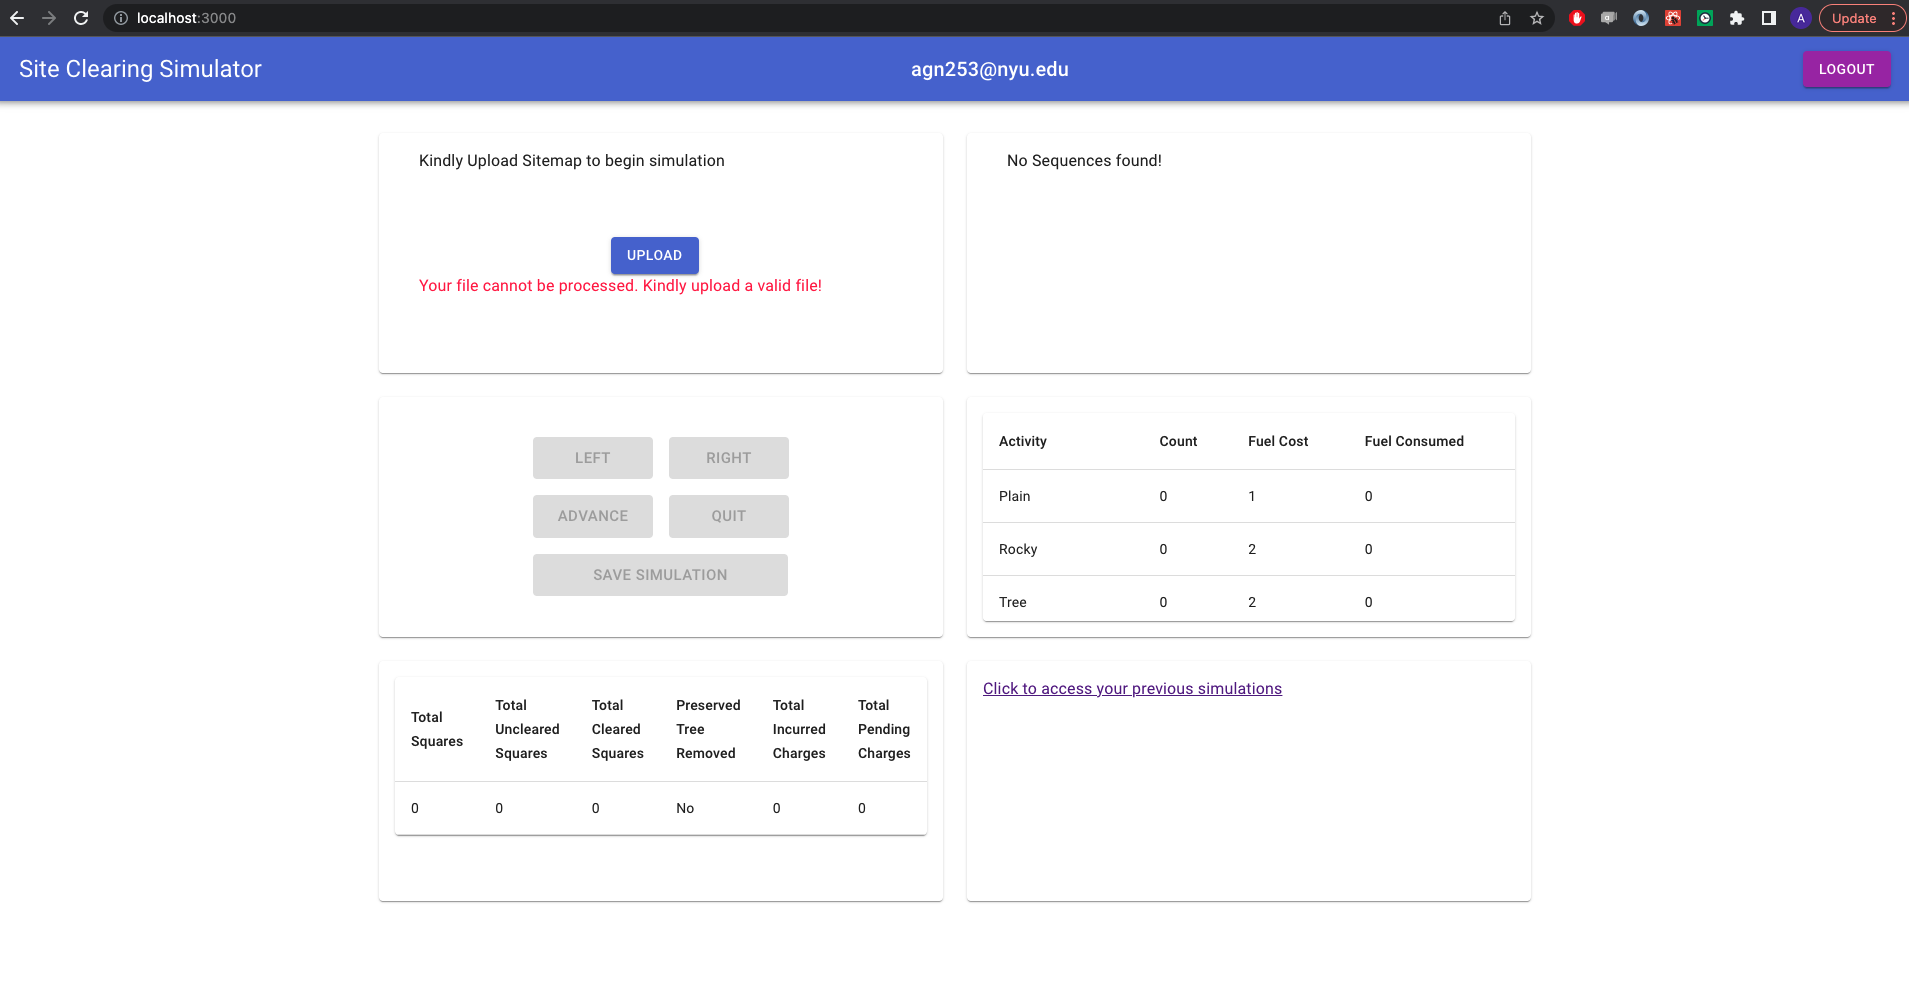 localhost:3000
A
Update
Site Clearing Simulator
agn253@nyu.edu
LOGOUT
Kindly Upload Sitemap to begin simulation
UPLOAD
Your file cannot be processed. Kindly upload a valid file!
No Sequences found!
LEFT RIGHT
ADVANCE QUIT
SAVE SIMULATION
Activity Count Fuel Cost Fuel Consumed
Plain 0 1 0
Rocky 0 2 0
Tree 0 2 0
Total Squares Total Uncleared Squares Total Cleared Squares Preserved Tree Removed Total Incurred Charges Total Pending Charges
0 0 0 No 0 0
Click to access your previous simulations